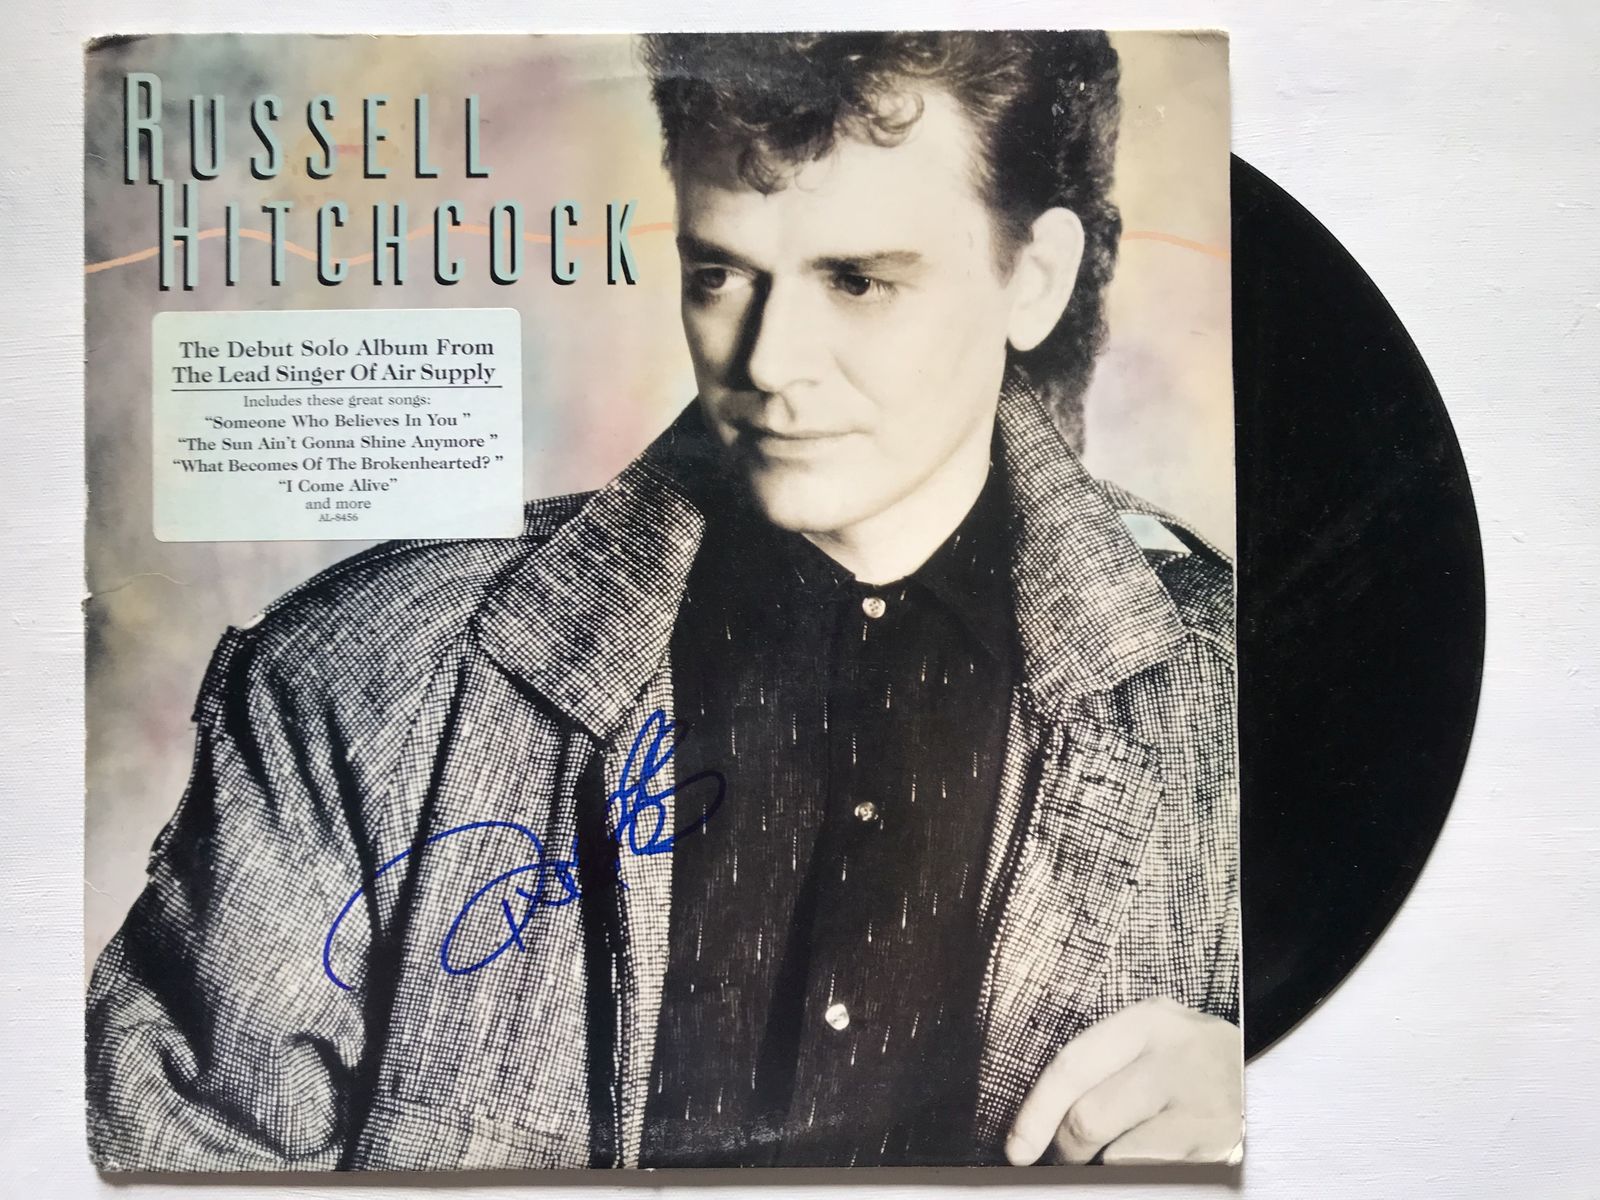 RUSSELL
HITCHCOCK
The Debut Solo Album From
The Lead Singer Of Air Supply
Includes these great songs:
“Someone Who Believes In You ”
“The Sun Ain't Gonna Shine Anymore ”
“What Becomes Of The Brokenhearted? ”
“I Come Alive”
and more
AL-8456